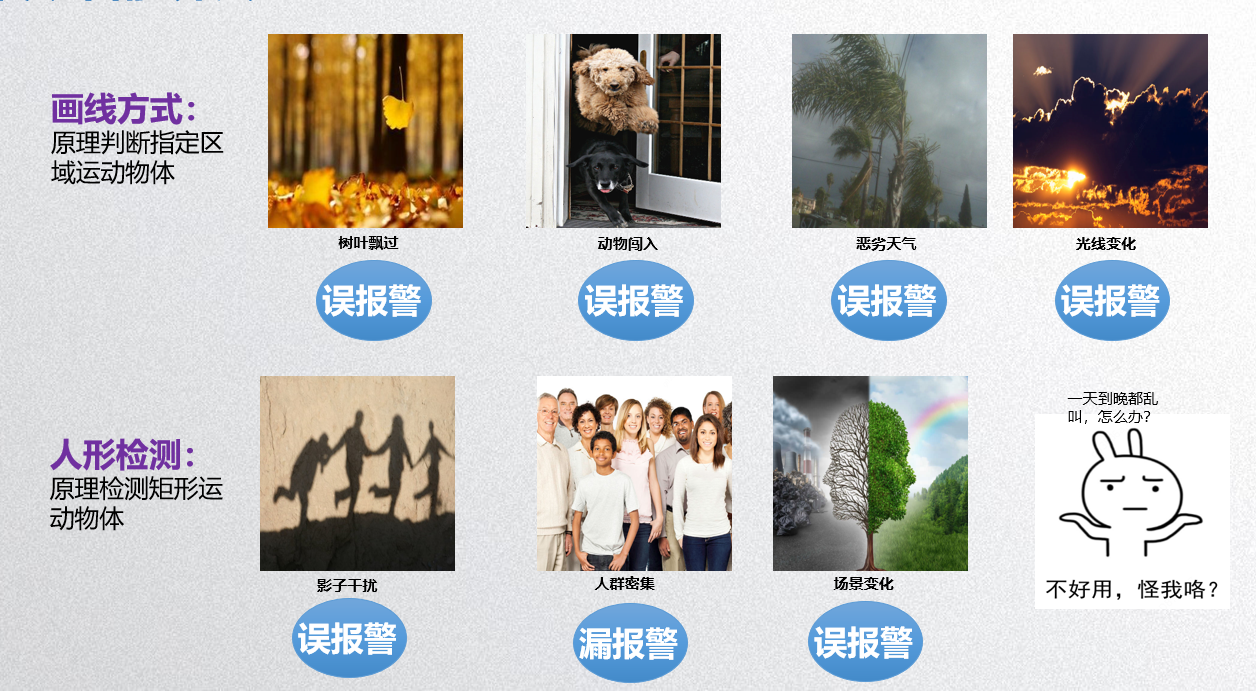 画线方式：
原理判断指定区
域运动物体
树叶飘过
动物闯入
恶劣天气
光线变化
误报警
误报警
误报警
误报警
人形检测：
原理检测矩形运
动物体
一天到晚都乱
叫，怎么办？
不好用，怪我咯？
影子干扰
人群密集
场景变化
误报警
漏报警
误报警